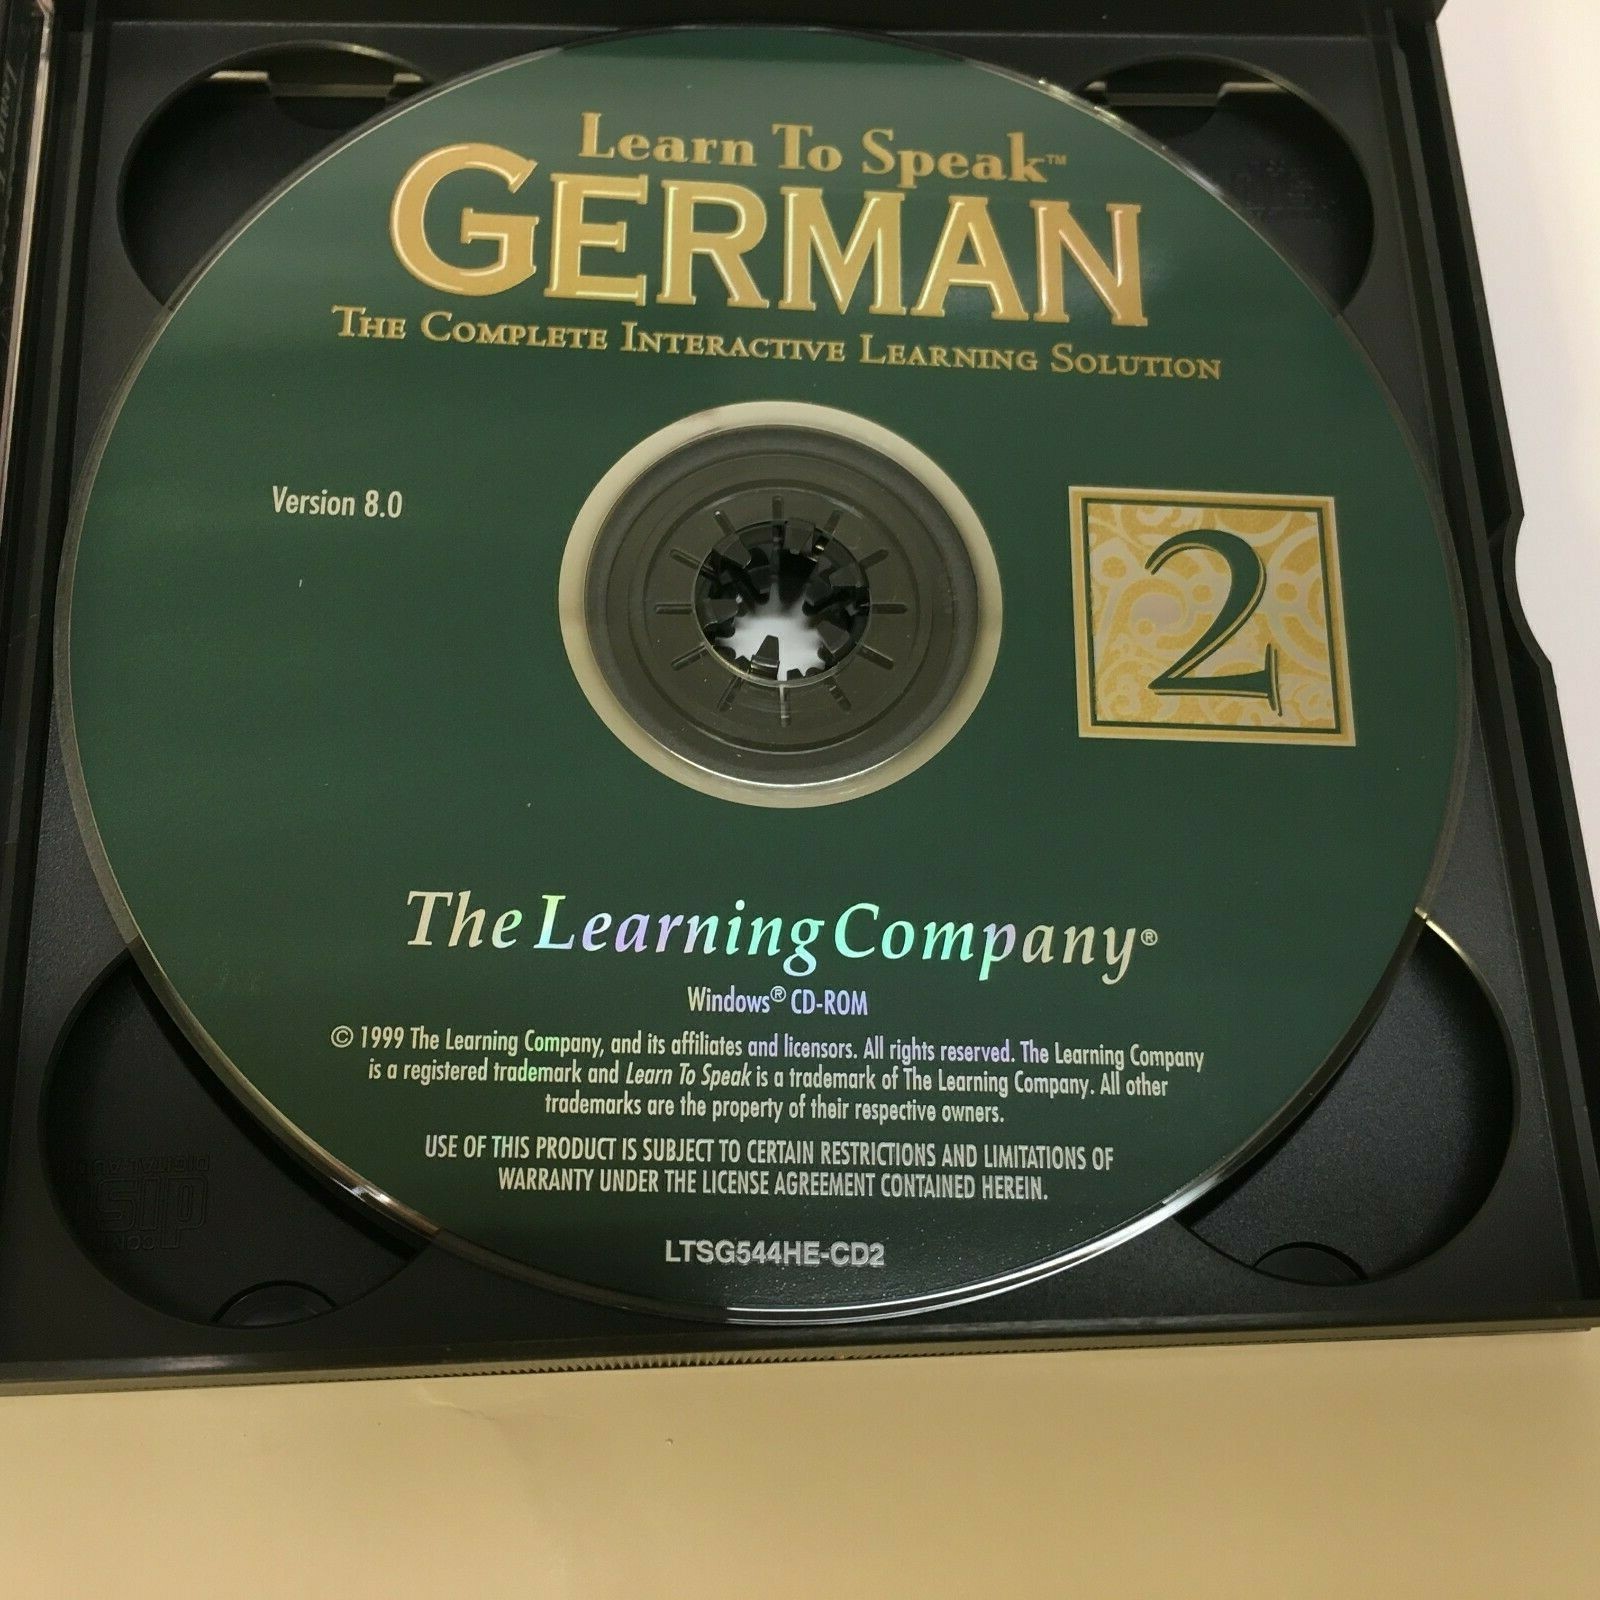 Learn To Speak™
GERMAN
THE COMPLETE INTERACTIVE LEARNING SOLUTION
Version 8.0
2
The Learning Company®
Windows® CD-ROM
© 1999 The Learning Company, and its affiliates and licensors. All rights reserved. The Learning Company
is a registered trademark and Learn To Speak is a trademark of The Learning Company. All other
trademarks are the property of their respective owners.
USE OF THIS PRODUCT IS SUBJECT TO CERTAIN RESTRICTIONS AND LIMITATIONS OF
WARRANTY UNDER THE LICENSE AGREEMENT CONTAINED HEREIN.
LTSG544HE-CD2